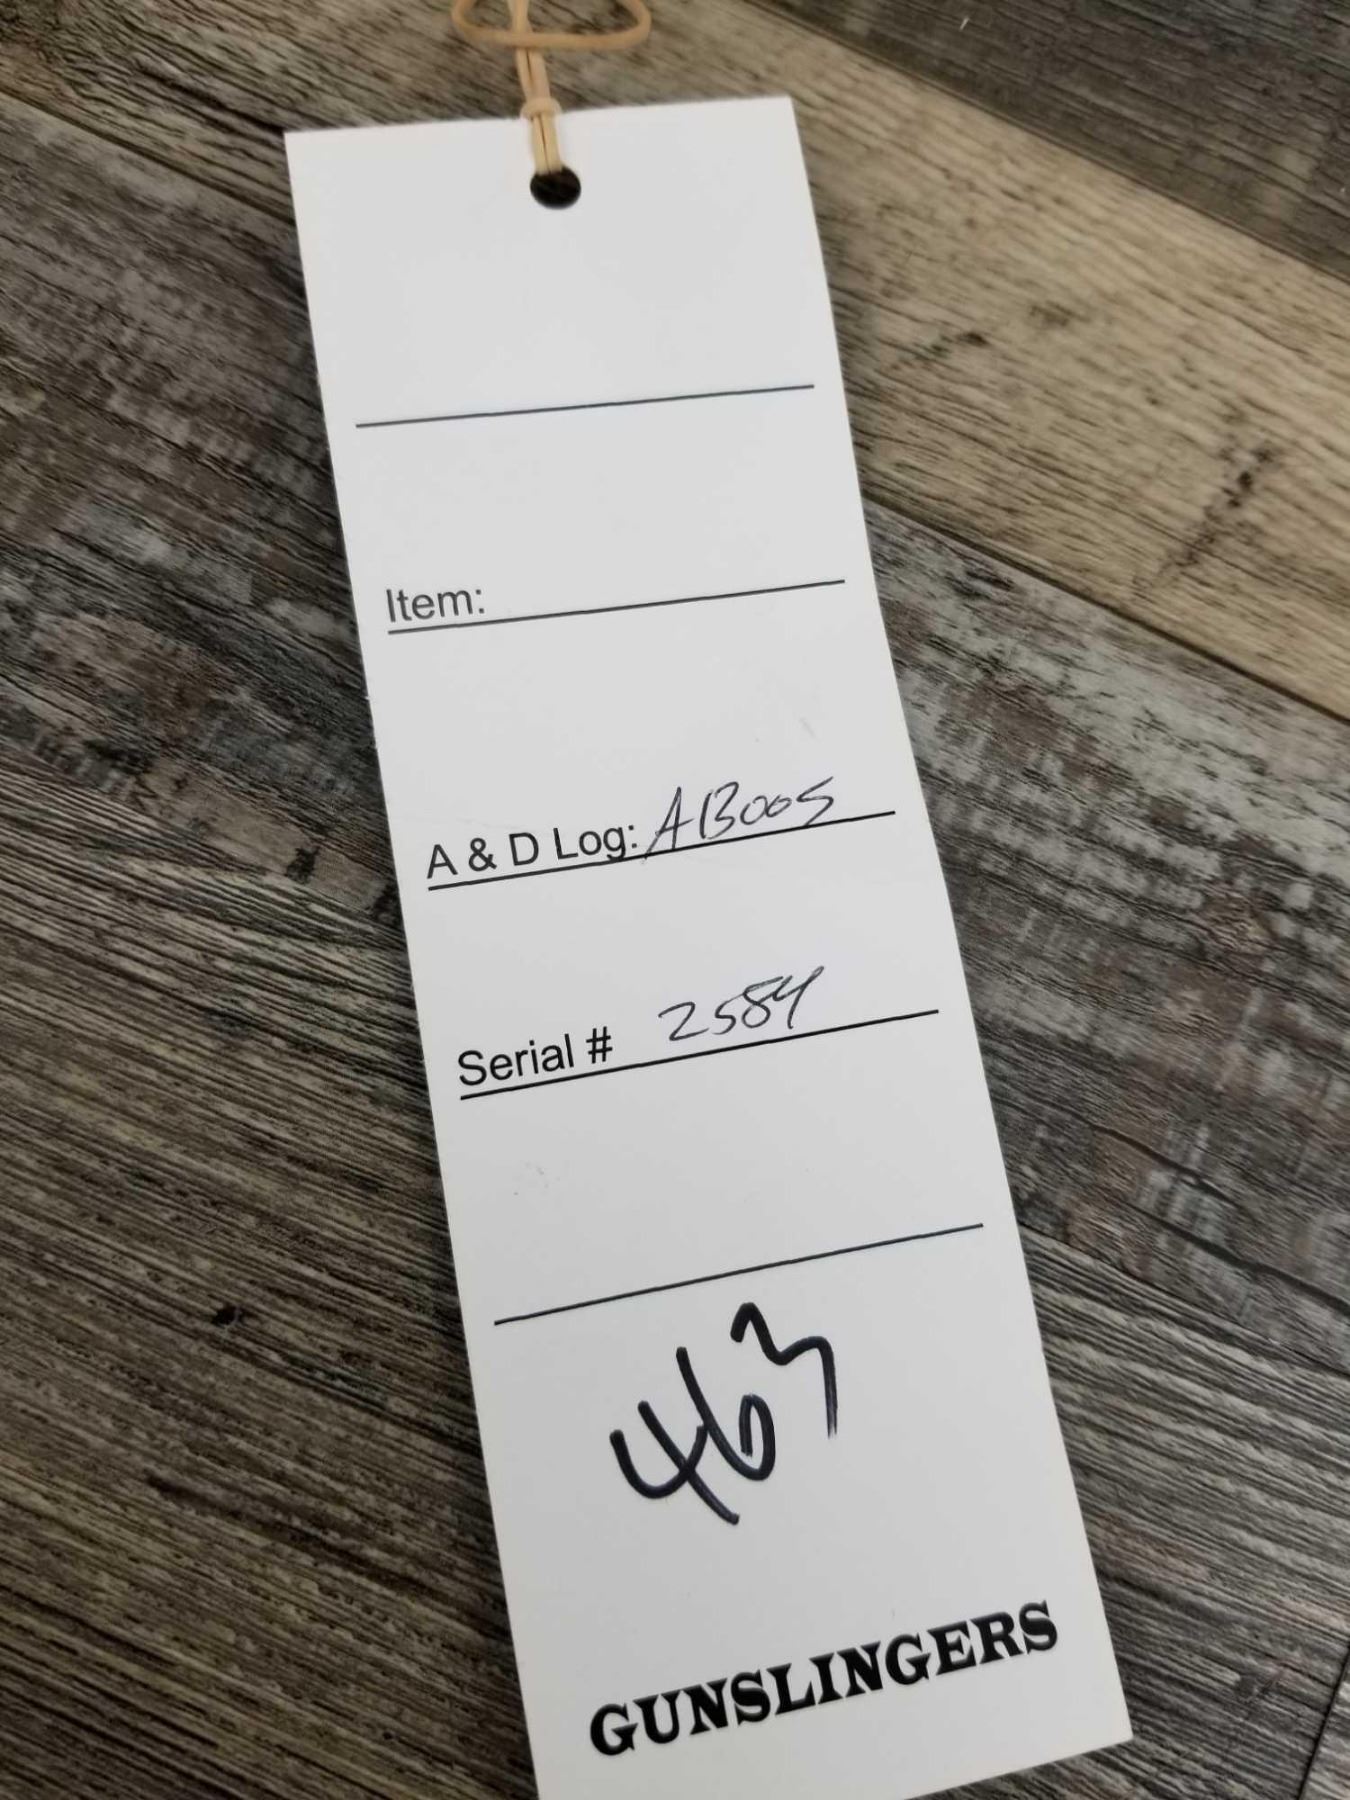 Item:
A & D Log: AB005
Serial # 2584
463
GUNSLINGERS